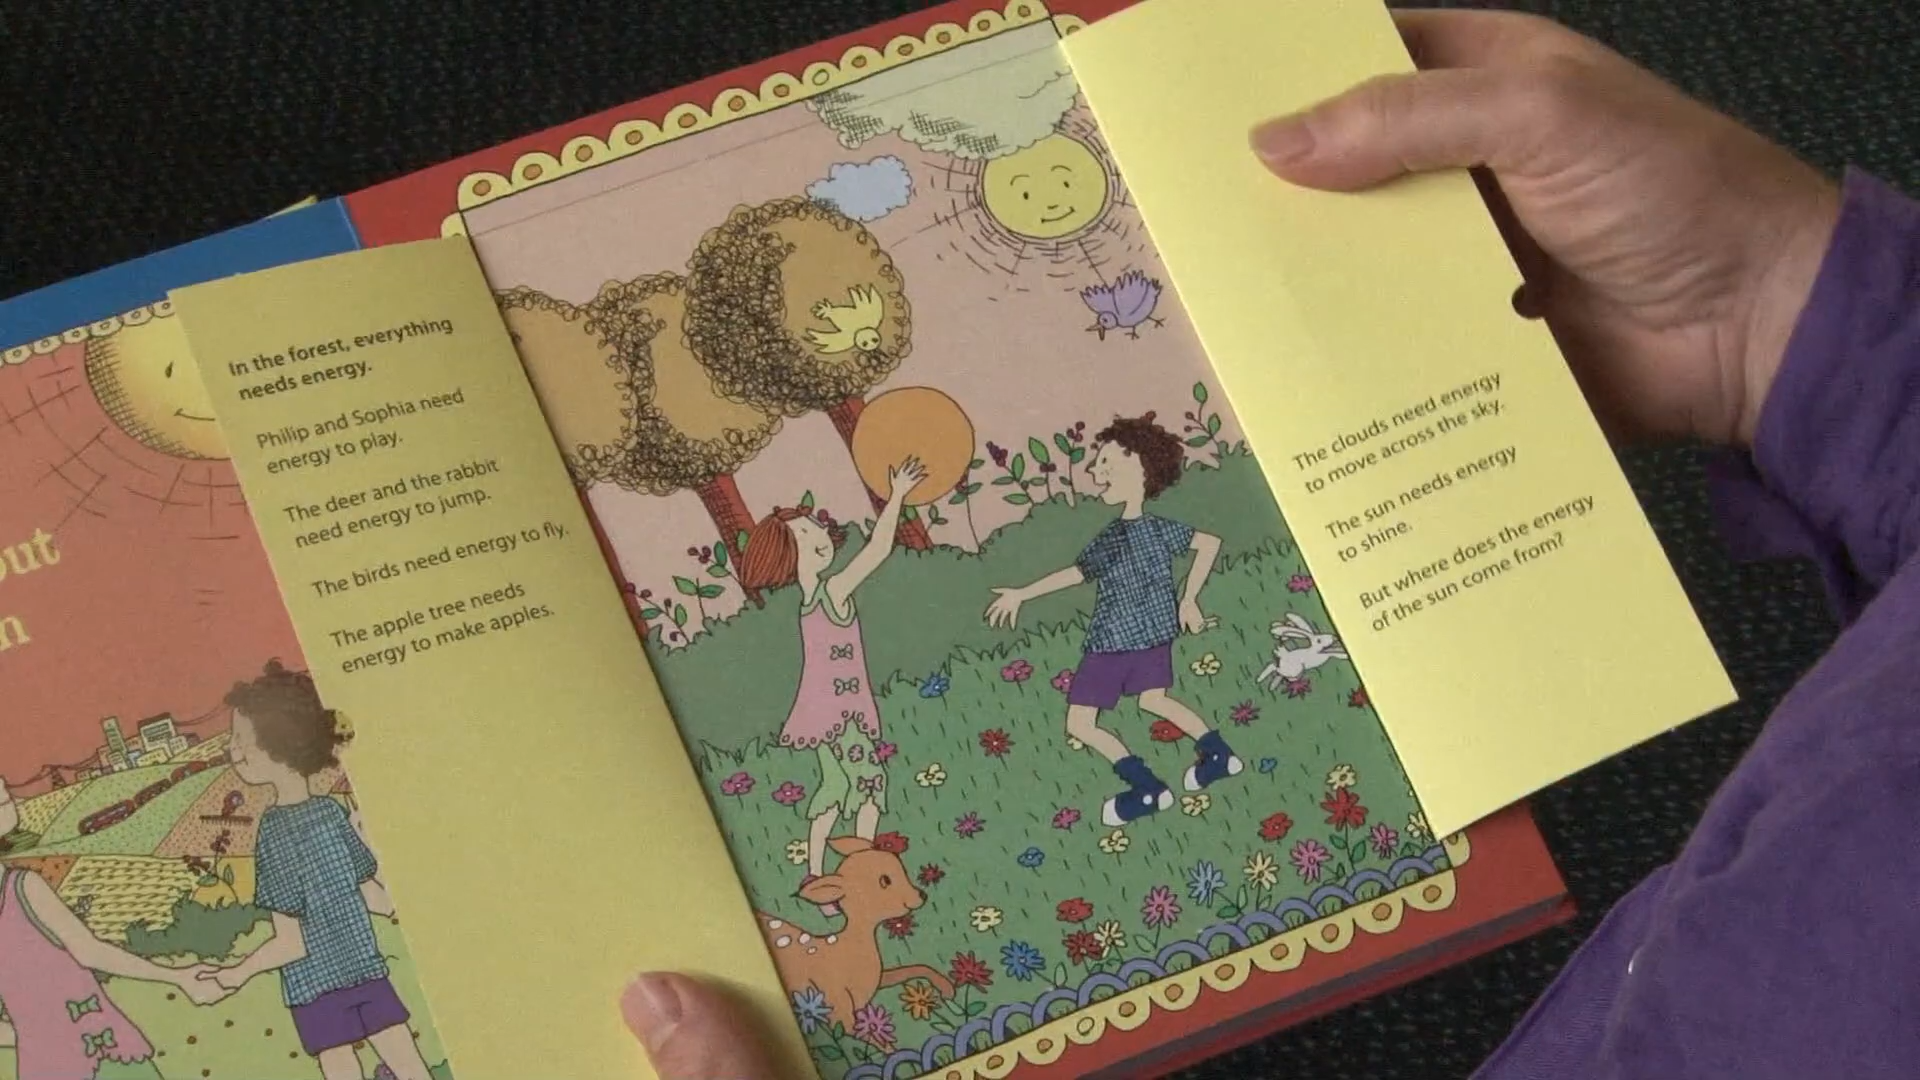 out
n
In the forest, everything
needs energy.
Philip and Sophia need
energy to play.
The deer and the rabbit
need energy to jump.
The birds need energy to fly.
The apple tree needs
energy to make apples.
The clouds need energy
to move across the sky.
The sun needs energy
to shine.
But where does the energy
of the sun come from?